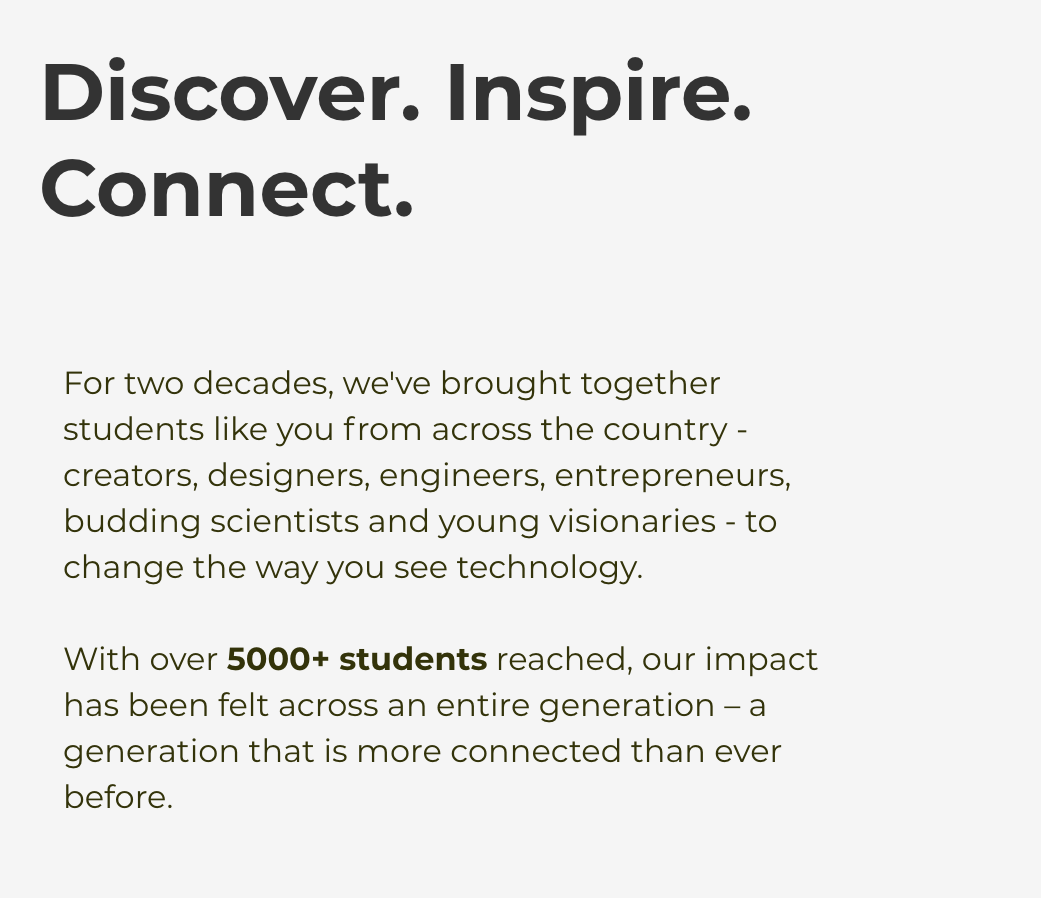 Discover. Inspire.
Connect.
For two decades, we've brought together
students like you from across the country -
creators, designers, engineers, entrepreneurs,
budding scientists and young visionaries - to
change the way you see technology.
With over 5000+ students reached, our impact
has been felt across an entire generation – a
generation that is more connected than ever
before.